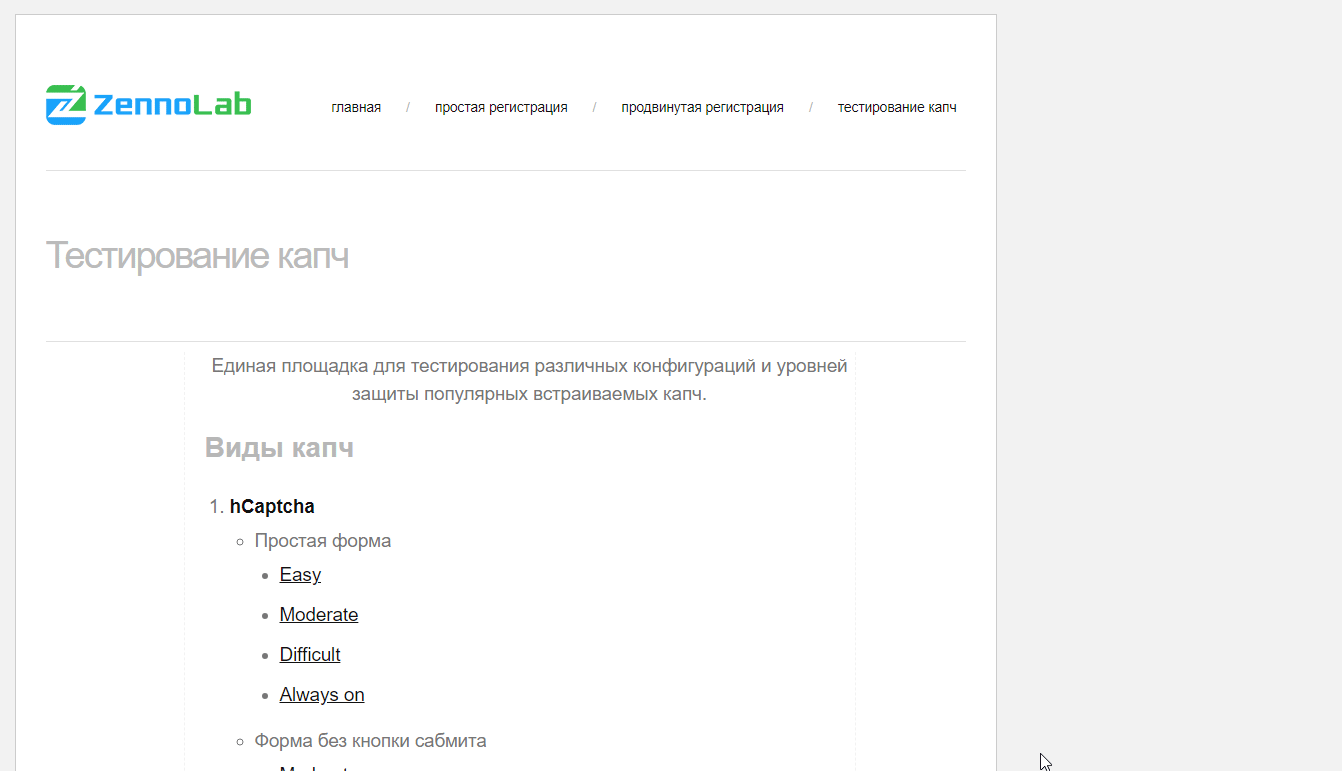 ZennoLab
главная / простая регистрация / продвинутая регистрация / тестирование капч
Тестирование капч
Единая площадка для тестирования различных конфигураций и уровней
защиты популярных встраиваемых капч.
Виды капч
1. hCaptcha
Простая форма
Easy
Moderate
Difficult
Always on
Форма без кнопки сабмита